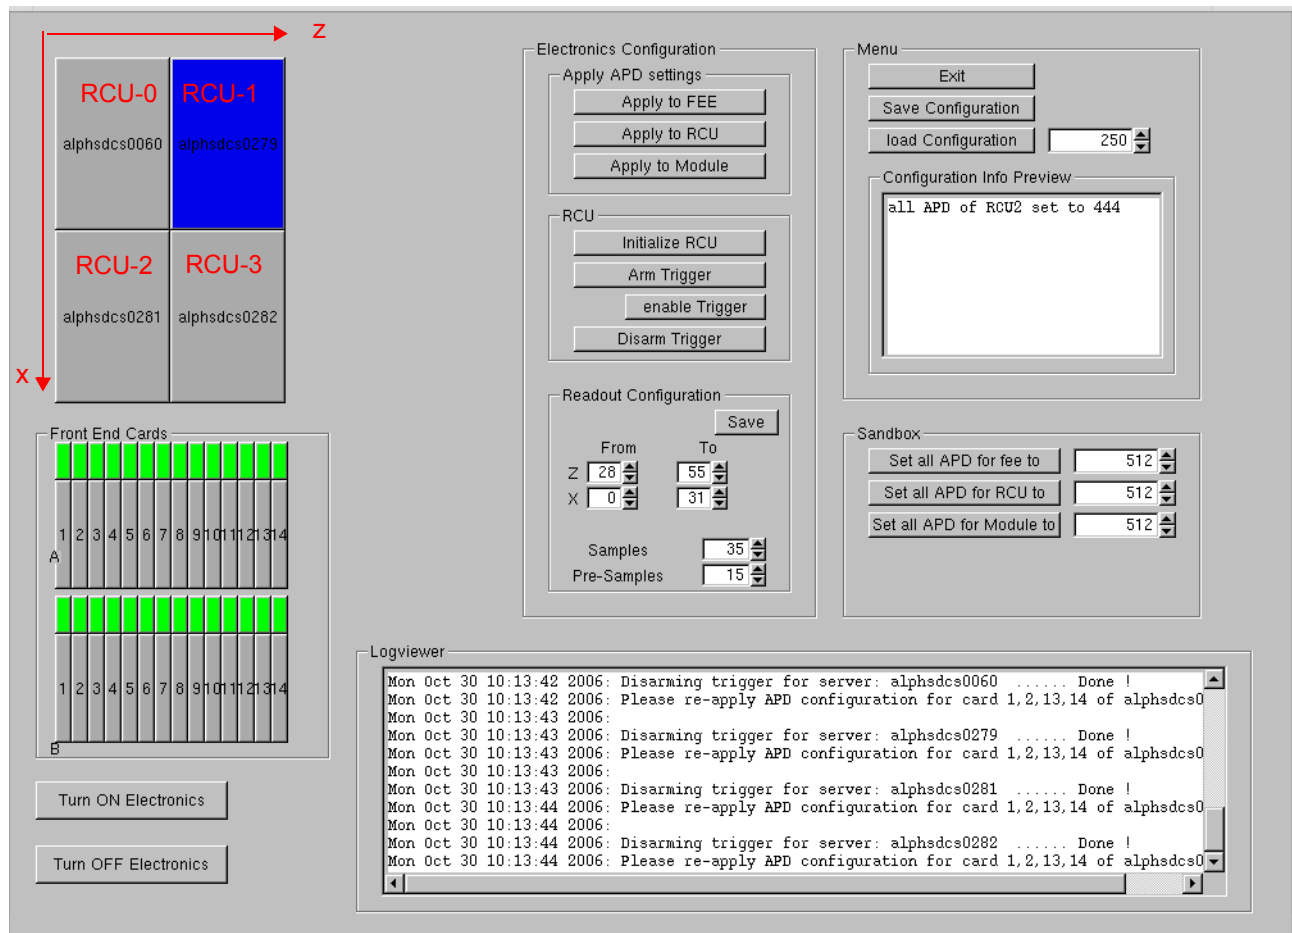 Z
RCU-0
RCU-1
alphsdcs0060
alphsdcs0279
RCU-2
RCU-3
alphsdcs0281
alphsdcs0282
X
Front End Cards
1 2 3 4 5 6 7 8 9 10 11 12 13 14
A
1 2 3 4 5 6 7 8 9 10 11 12 13 14
B
Turn ON Electronics
Turn OFF Electronics
Electronics Configuration
Apply APD settings
Apply to FEE
Apply to RCU
Apply to Module
RCU
Initialize RCU
Arm Trigger
enable Trigger
Disarm Trigger
Readout Configuration
Save
From To
Z 28 55
X 0 31
Samples 35
Pre-Samples 15
Menu
Exit
Save Configuration
load Configuration 250
Configuration Info Preview
all APD of RCU2 set to 444
Sandbox
Set all APD for fee to 512
Set all APD for RCU to 512
Set all APD for Module to 512
Logviewer
Mon Oct 30 10:13:42 2006: Disarming trigger for server: alphsdcs0060 ...... Done !
Mon Oct 30 10:13:42 2006: Please re-apply APD configuration for card 1,2,13,14 of alphsdcs0
Mon Oct 30 10:13:43 2006:
Mon Oct 30 10:13:43 2006: Disarming trigger for server: alphsdcs0279 ...... Done !
Mon Oct 30 10:13:43 2006: Please re-apply APD configuration for card 1,2,13,14 of alphsdcs0
Mon Oct 30 10:13:43 2006:
Mon Oct 30 10:13:43 2006: Disarming trigger for server: alphsdcs0281 ...... Done !
Mon Oct 30 10:13:44 2006: Please re-apply APD configuration for card 1,2,13,14 of alphsdcs0
Mon Oct 30 10:13:44 2006:
Mon Oct 30 10:13:44 2006: Disarming trigger for server: alphsdcs0282 ...... Done !
Mon Oct 30 10:13:44 2006: Please re-apply APD configuration for card 1,2,13,14 of alphsdcs0